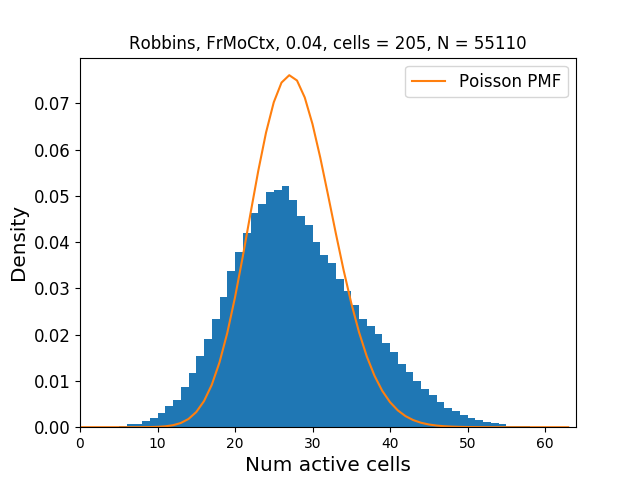 Robbins, FrMoCtx, 0.04, cells = 205, N = 55110
Poisson PMF
Density
0.07
0.06
0.05
0.04
0.03
0.02
0.01
0.00
0 10 20 30 40 50 60
Num active cells